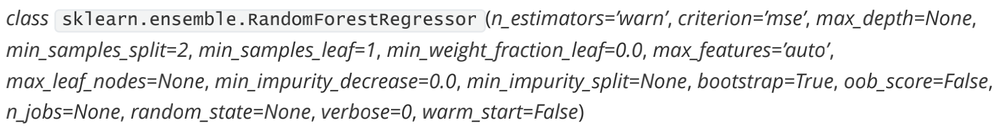 class sklearn.ensemble.RandomForestRegressor(n_estimators=’warn’, criterion=’mse’, max_depth=None,
min_samples_split=2, min_samples_leaf=1, min_weight_fraction_leaf=0.0, max_features=’auto’,
max_leaf_nodes=None, min_impurity_decrease=0.0, min_impurity_split=None, bootstrap=True, oob_score=False,
n_jobs=None, random_state=None, verbose=0, warm_start=False)